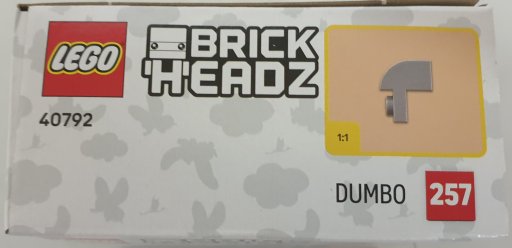 LEGO
BRICK
HEADZ
40792
1:1
DUMBO 257